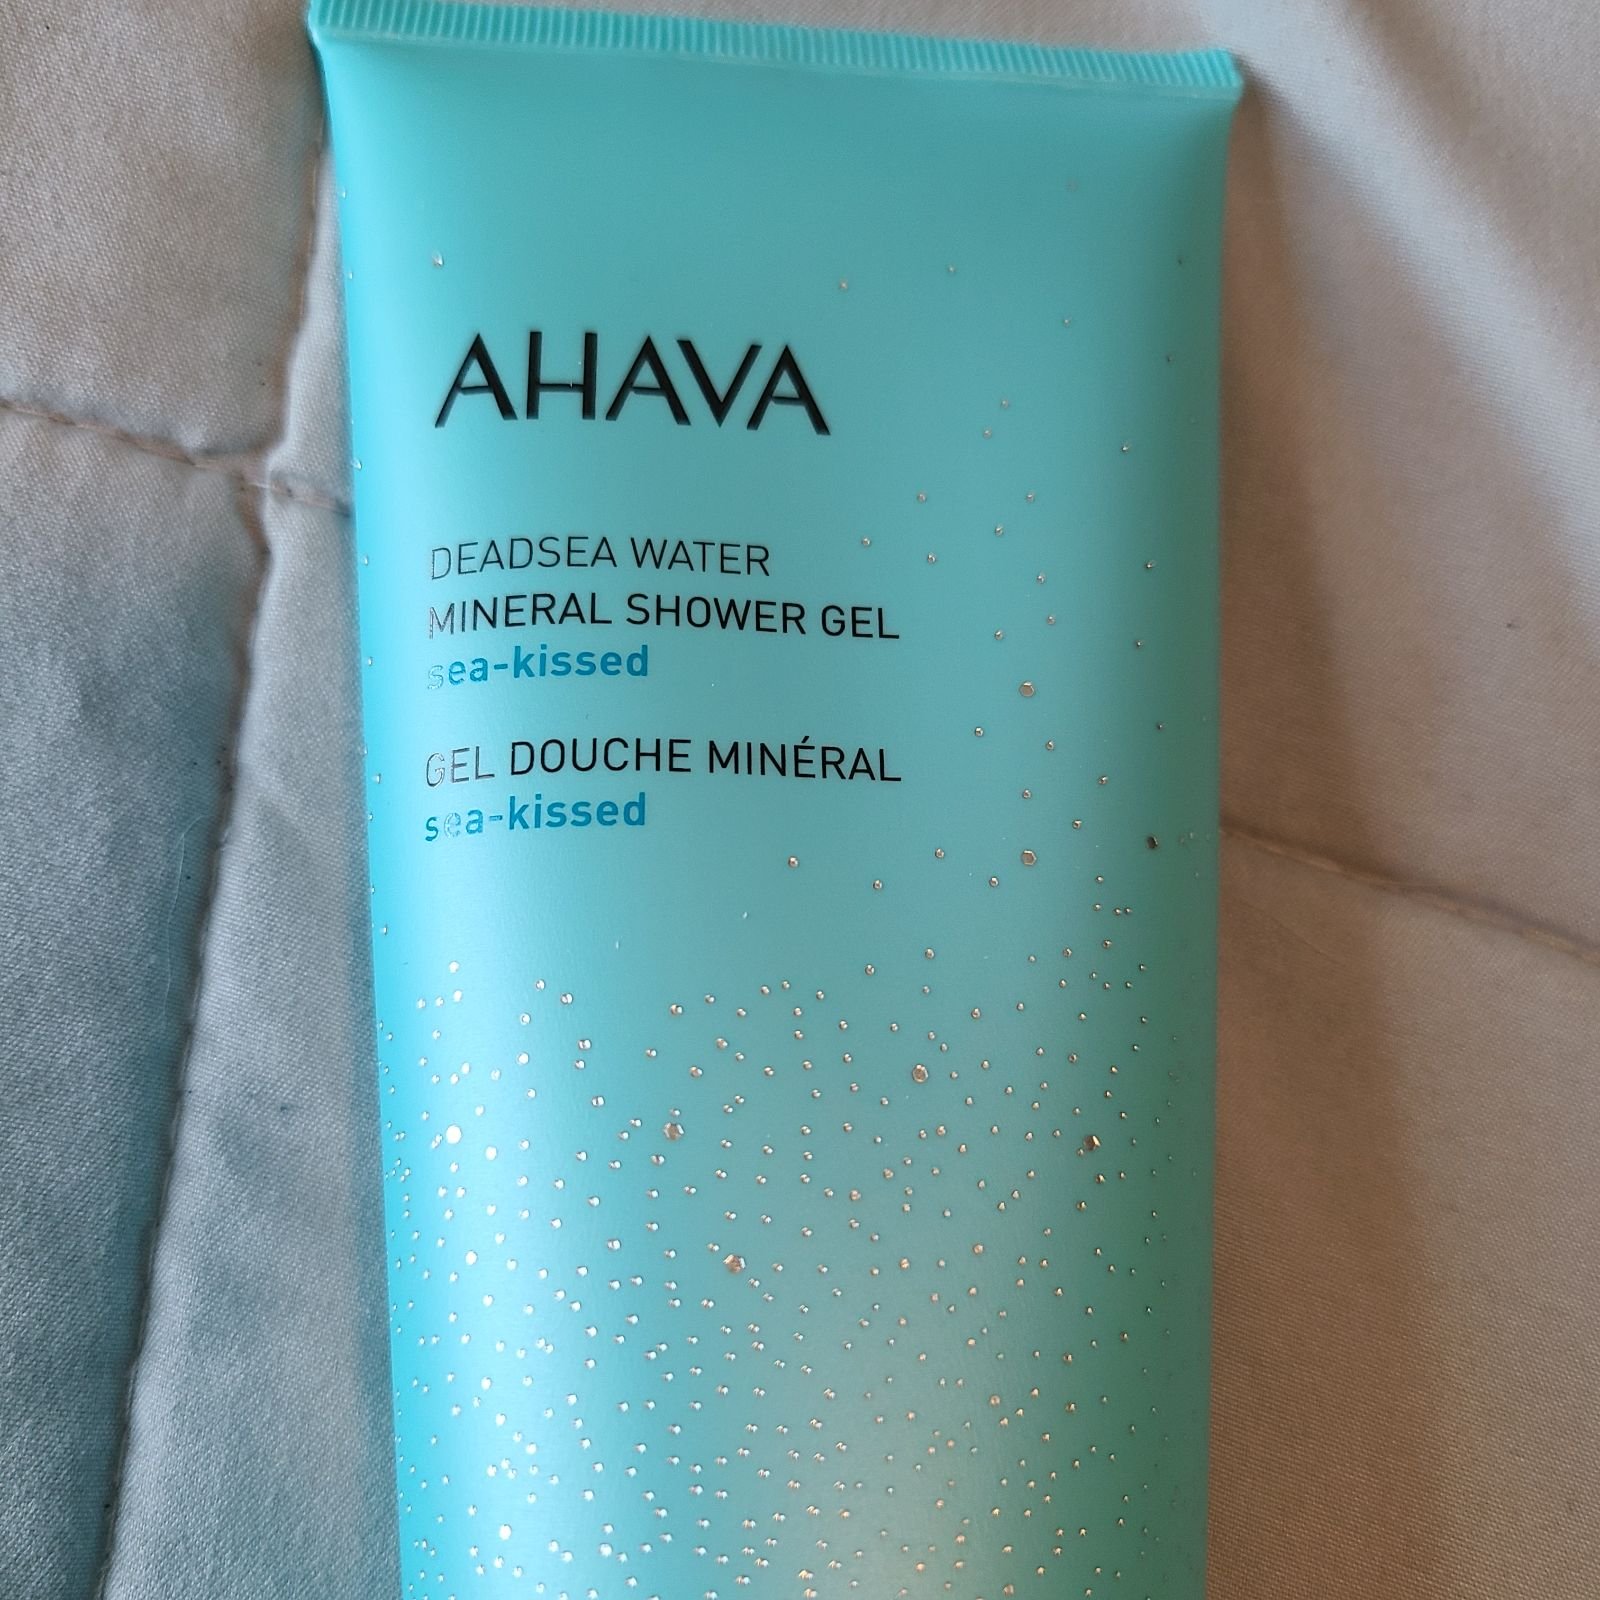 AHAVA
DEADSEA WATER
MINERAL SHOWER GEL
sea-kissed
GEL DOUCHE MINÉRAL
sea-kissed